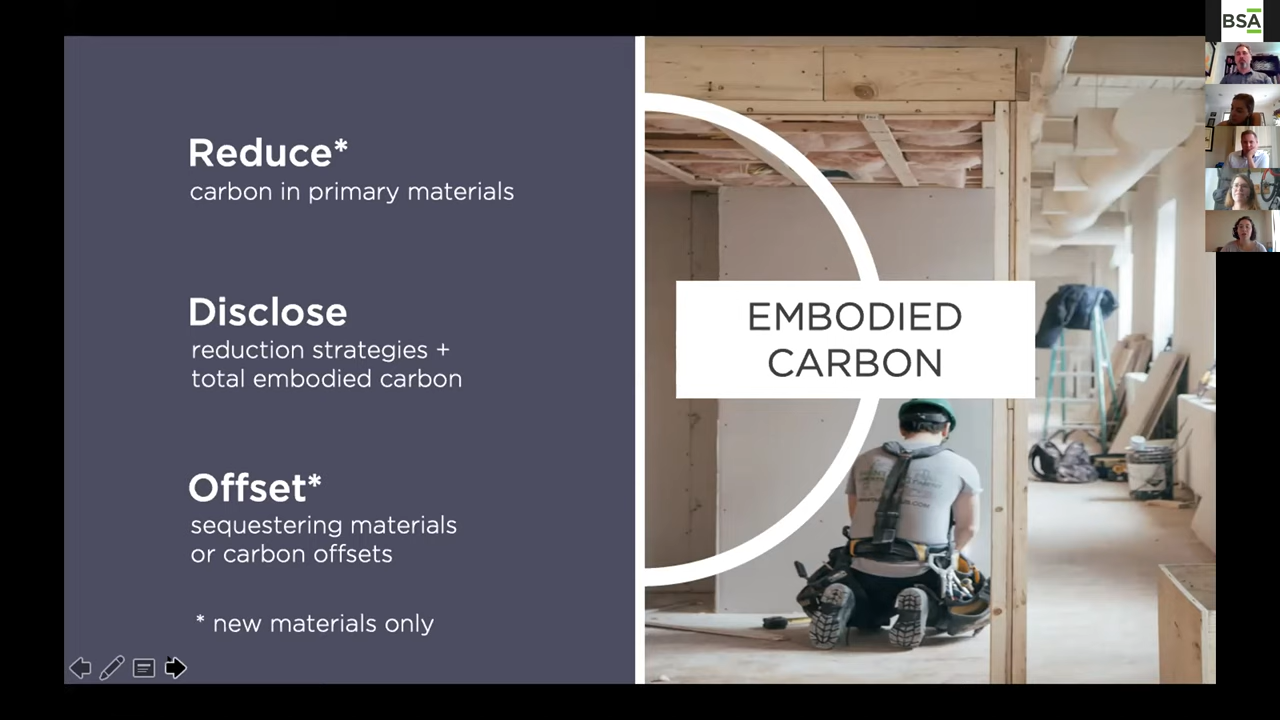 Reduce*
carbon in primary materials
Disclose
reduction strategies +
total embodied carbon
Offset*
sequestering materials
or carbon offsets
* new materials only
EMBODIED
CARBON
BSA